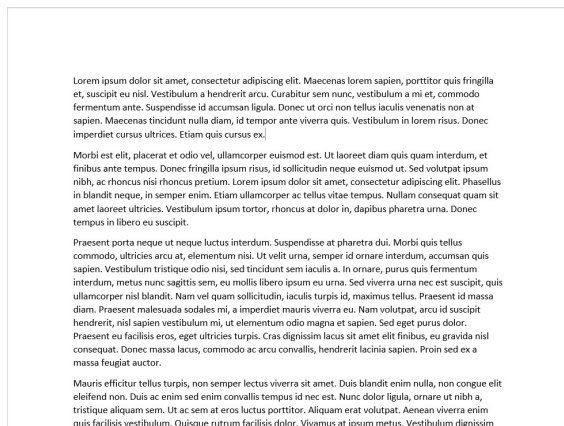 Lorem ipsum dolor sit amet, consectetur adipiscing elit. Maecenas lorem sapien, porttitor quis fringilla
et, suscipit eu nisl. Vestibulum a hendrerit arcu. Curabitur sem nunc, vestibulum a mi et, commodo
fermentum ante. Suspendisse id accumsan ligula. Donec ut orci non tellus iaculis venenatis non at
sapien. Maecenas tincidunt nulla diam, id tempor ante viverra quis. Vestibulum in lorem risus. Donec
imperdiet cursus ultrices. Etiam quis cursus ex.
Morbi est elit, placerat et odio vel, ullamcorper euismod est. Ut laoreet diam quis quam interdum, et
finibus ante tempus. Donec fringilla ipsum risus, id sollicitudin neque euismod ut. Sed volutpat ipsum
nibh, ac rhoncus nisi rhoncus pretium. Lorem ipsum dolor sit amet, consectetur adipiscing elit. Phasellus
in blandit neque, in semper enim. Etiam ullamcorper ac tellus vitae tempus. Nullam consequat quam sit
amet laoreet ultricies. Vestibulum ipsum tortor, rhoncus at dolor in, dapibus pharetra urna. Donec
tempus in libero eu suscipit.
Praesent porta neque ut neque luctus interdum. Suspendisse at pharetra dui. Morbi quis tellus
commodo, ultricies arcu at, elementum nisi. Ut velit urna, semper id ornare interdum, accumsan quis
sapien. Vestibulum tristique odio nisi, sed tincidunt sem iaculis a. In ornare, purus quis fermentum
interdum, metus nunc sagittis sem, eu mollis libero ipsum eu urna. Sed viverra urna nec est suscipit, quis
ullamcorper nisl blandit. Nam vel quam sollicitudin, iaculis turpis id, maximus tellus. Praesent id massa
diam. Praesent malesuada sodales mi, a imperdiet mauris viverra eu. Nam volutpat, arcu id suscipit
hendrerit, nisl sapien vestibulum mi, ut elementum odio magna et sapien. Sed eget purus dolor.
Praesent eu facilisis eros, eget ultricies turpis. Cras dignissim lacus sit amet elit finibus, eu gravida nisl
consequat. Donec massa lacus, commodo ac arcu convallis, hendrerit lacinia sapien. Proin sed ex a
massa feugiat auctor.
Mauris efficitur tellus turpis, non semper lectus viverra sit amet. Duis blandit enim nulla, non congue elit
eleifend non. Duis ac enim sed enim convallis tempus id nec est. Nunc dolor ligula, ornare ut nibh a,
tristique aliquam sem. Ut ac sem at eros luctus porttitor. Aliquam erat volutpat. Aenean viverra enim
quis facilisis vestibulum. Quisque rutrum facilisis dolor. Vivamus at ipsum metus. Vestibulum dignissim